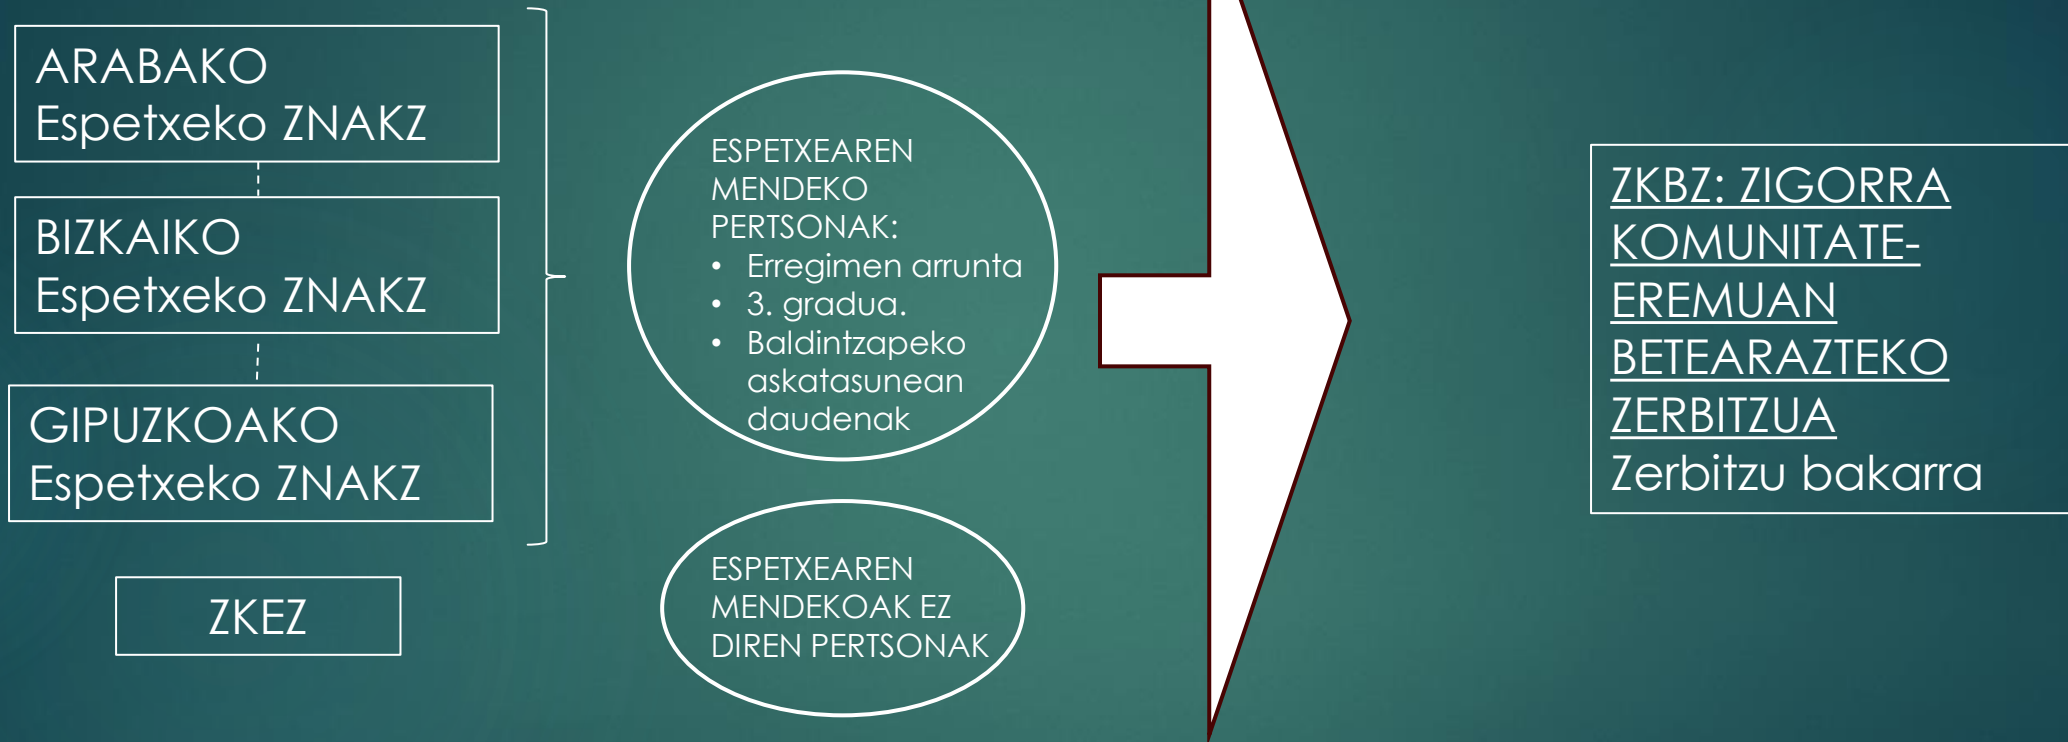 ARABAKO
Espetxeko ZNAKZ
BIZKAIKO
Espetxeko ZNAKZ
GIPUZKOAKO
Espetxeko ZNAKZ
ZKEZ
ESPETXEAREN
MENDEKO
PERTSONAK:
• Erregimen arrunta
• 3. gradua.
• Baldintzapeko
askatasunean
daudenak
ESPETXEAREN
MENDEKOAK EZ
DIREN PERTSONAK
ZKBZ: ZIGORRA
KOMUNITATE-
EREMUAN
BETEARAZTEKO
ZERBITZUA
Zerbitzu bakarra